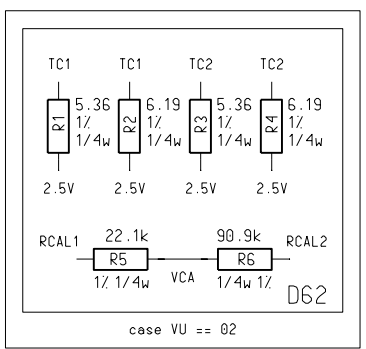 TC1 TC1 TC2 TC2
R1 5.36 1% 1/4w R2 6.19 1% 1/4w R3 5.36 1% 1/4w R4 6.19 1% 1/4w
2.5V 2.5V 2.5V 2.5V
RCAL1 22.1k 90.9k RCAL2
R5 R6
1% 1/4w VCA 1/4w 1%
D62
case VU == 02